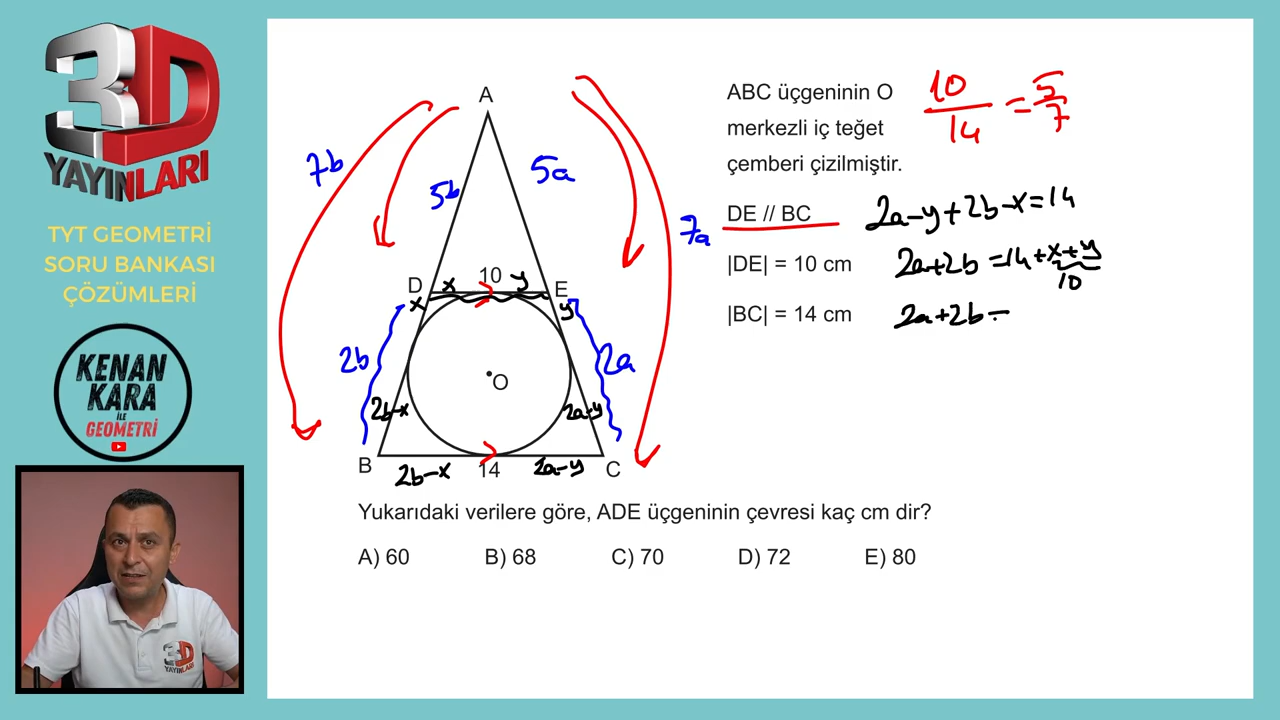 3D
YAYINLARI
TYT GEOMETRİ
SORU BANKASI
ÇÖZÜMLERİ
KENAN
KARA
İLE
GEOMETRİ
3D
YAYINLARI
A
7b
5b
5a
7a
D
x
10
y
E
x
y
2b
2a
O
2b-x
2a-y
B
2b-x
14
2a-y
C
ABC üçgeninin O
merkezli iç teğet
çemberi çizilmiştir.
DE // BC
|DE| = 10 cm
|BC| = 14 cm
10/14 = 5/7
2a-y+2b-x=14
2a+2b=14+x+y
10
2a+2b=
Yukarıdaki verilere göre, ADE üçgeninin çevresi kaç cm dir?
A) 60 B) 68 C) 70 D) 72 E) 80